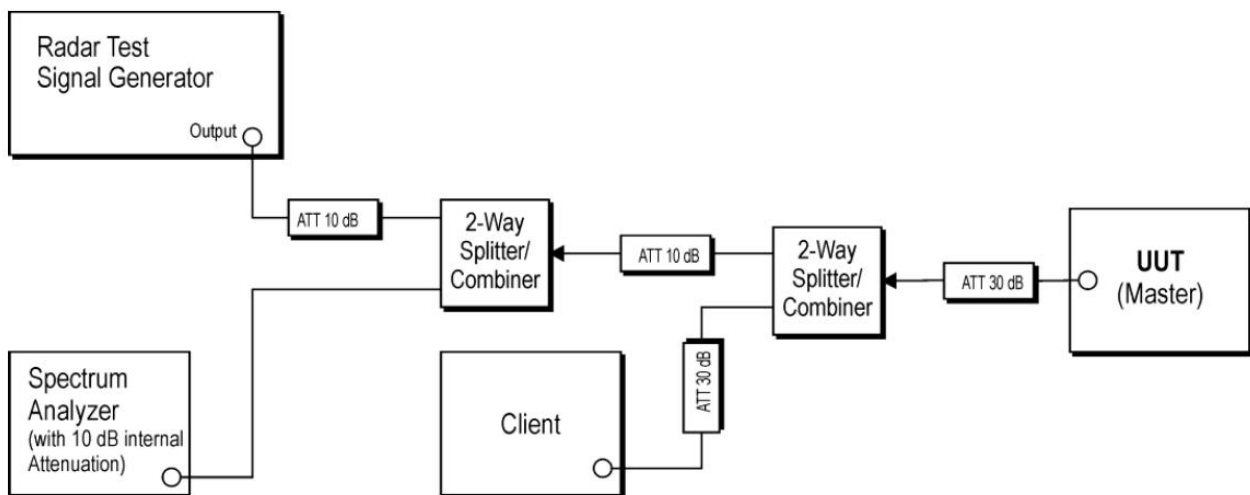 Radar Test
Signal Generator
Output
ATT 10 dB
2-Way
Splitter/
Combiner
ATT 10 dB
2-Way
Splitter/
Combiner
ATT 30 dB
UUT
(Master)
Spectrum
Analyzer
(with 10 dB internal
Attenuation)
Client
ATT 30 dB